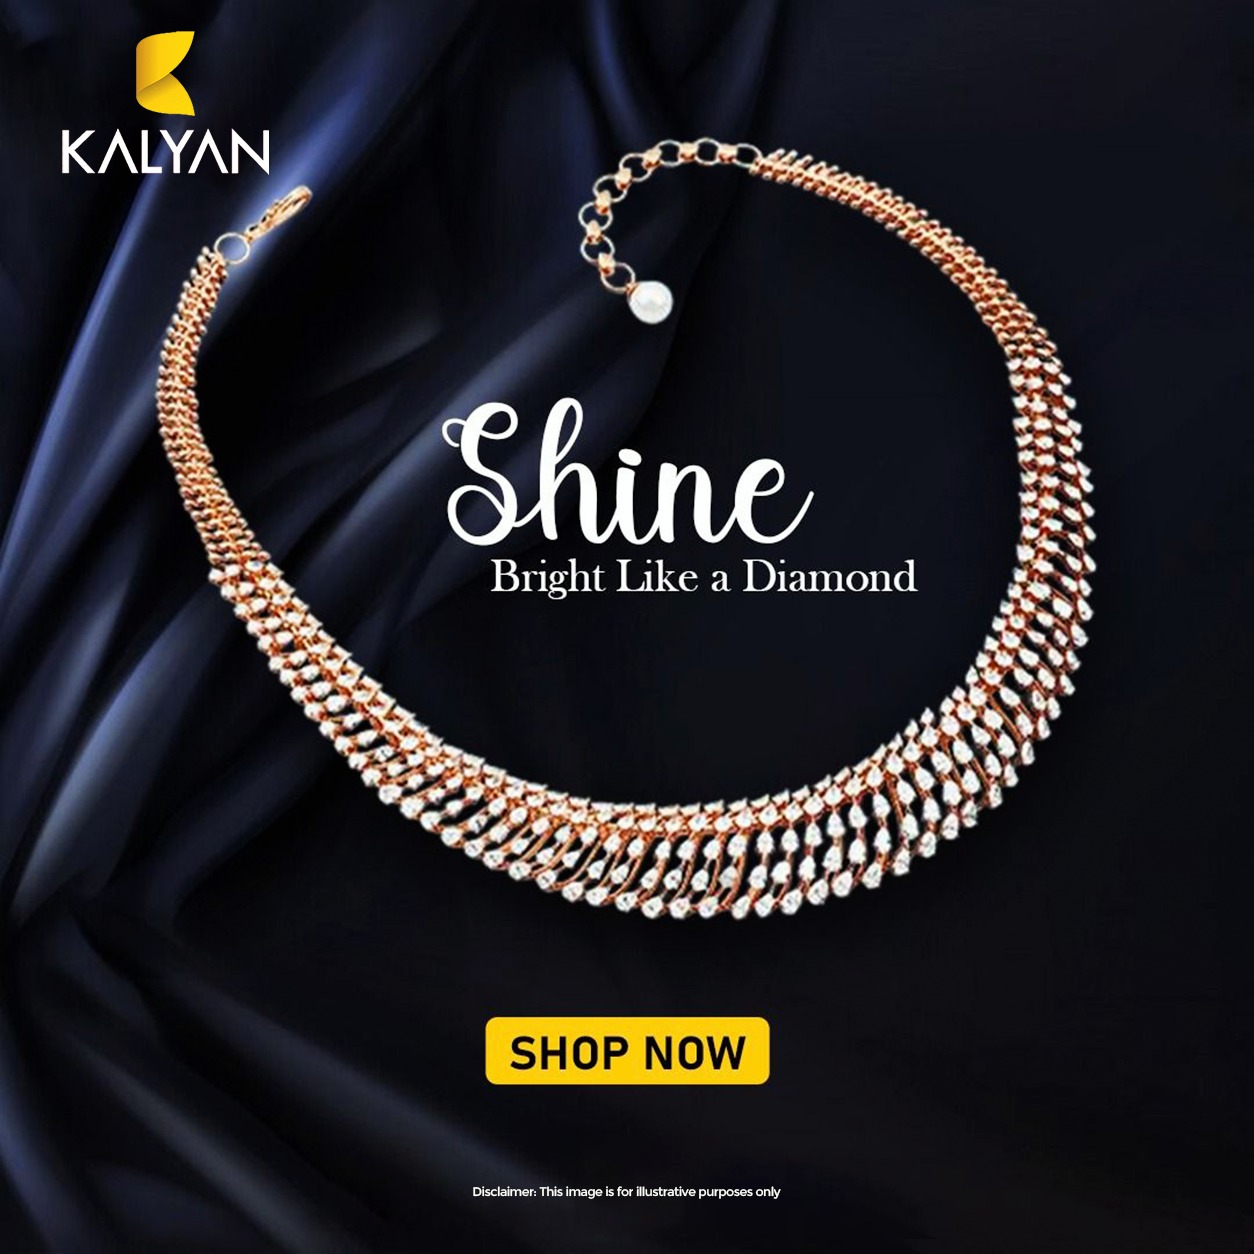 KALYAN
Shine
Bright Like a Diamond
SHOP NOW
Disclaimer: This image is for illustrative purposes only